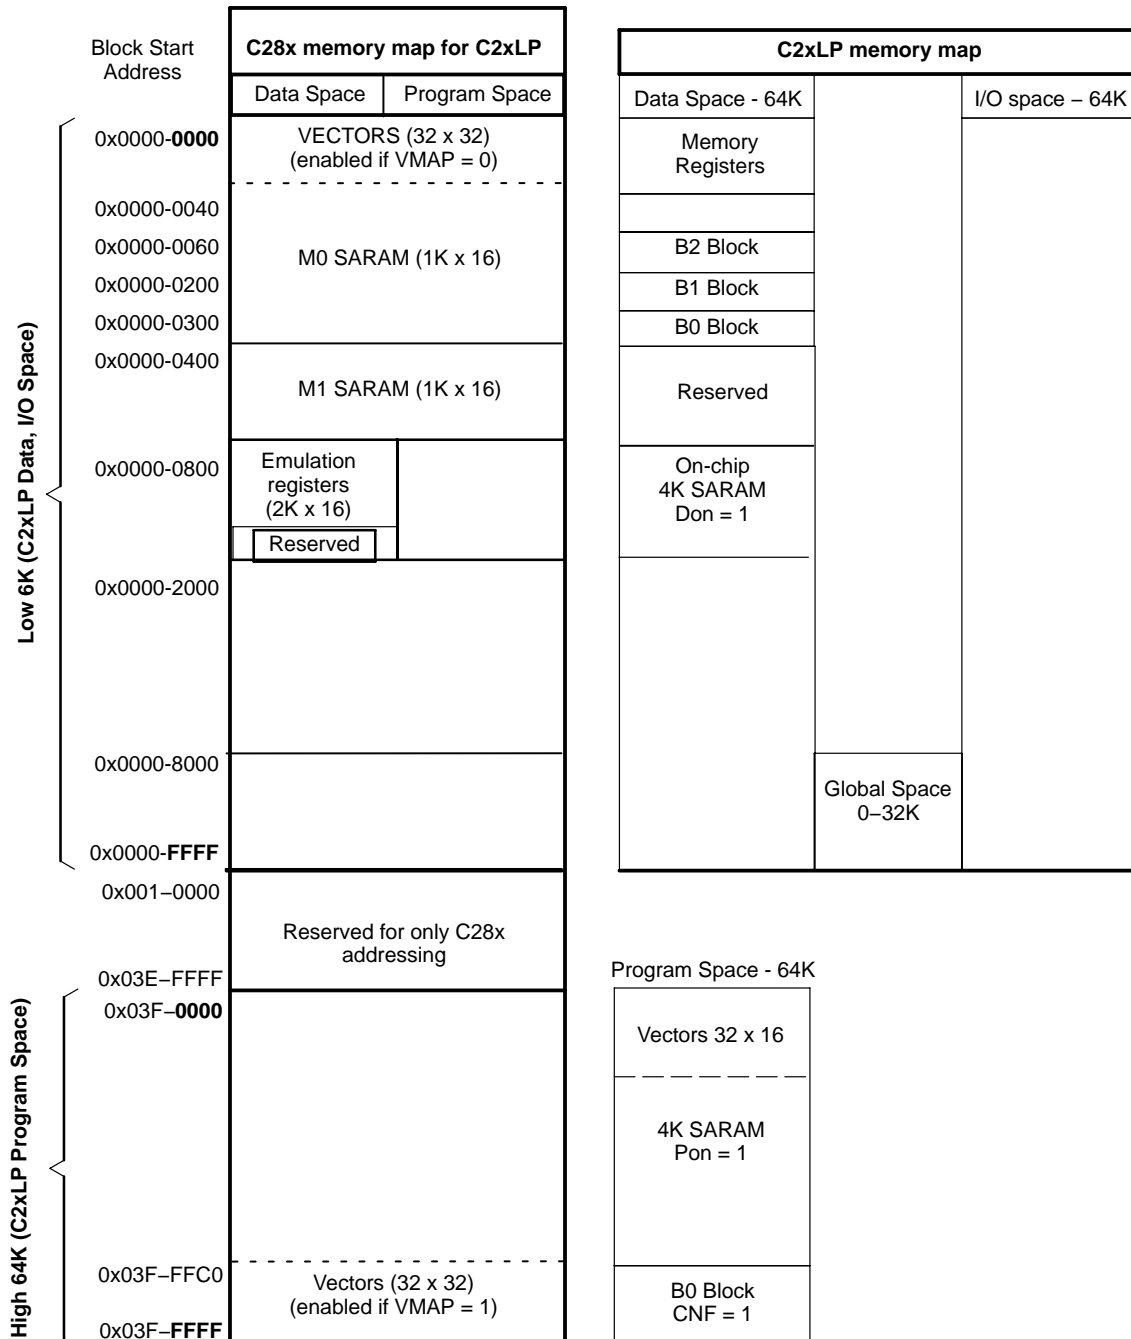 Block Start
Address
C28x memory map for C2xLP
Data Space
Program Space
C2xLP memory map
Data Space - 64K
I/O space – 64K
Low 6K (C2xLP Data, I/O Space)
0x0000-0000
VECTORS (32 x 32)
(enabled if VMAP = 0)
Memory
Registers
0x0000-0040
0x0000-0060
M0 SARAM (1K x 16)
B2 Block
0x0000-0200
B1 Block
0x0000-0300
B0 Block
0x0000-0400
M1 SARAM (1K x 16)
Reserved
0x0000-0800
Emulation
registers
(2K x 16)
Reserved
On-chip
4K SARAM
Don = 1
0x0000-2000
0x0000-8000
Global Space
0–32K
0x0000-FFFF
0x001–0000
Reserved for only C28x
addressing
0x03E–FFFF
High 64K (C2xLP Program Space)
0x03F–0000
Program Space - 64K
Vectors 32 x 16
4K SARAM
Pon = 1
0x03F–FFC0
Vectors (32 x 32)
(enabled if VMAP = 1)
B0 Block
CNF = 1
0x03F–FFFF